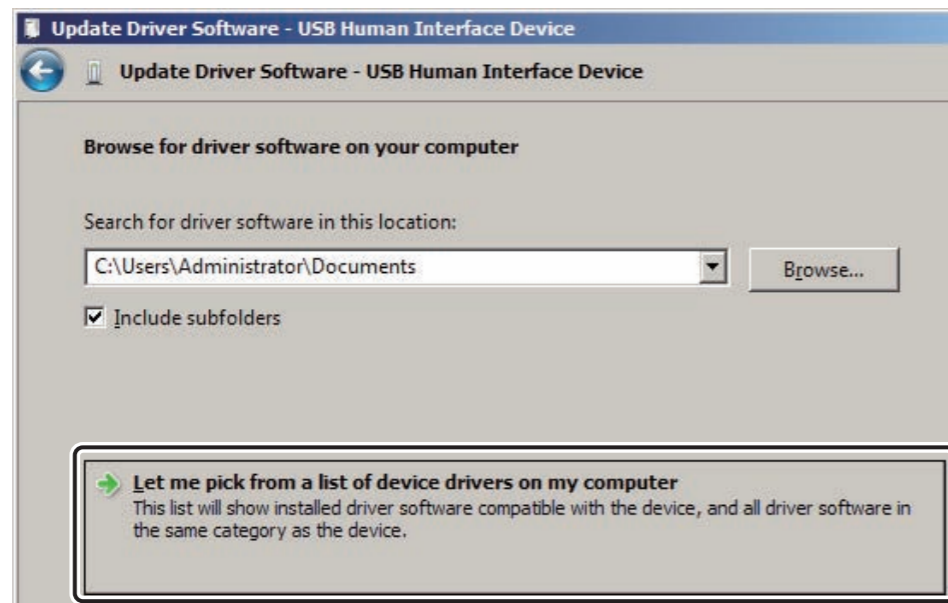 Update Driver Software - USB Human Interface Device
Update Driver Software - USB Human Interface Device
Browse for driver software on your computer
Search for driver software in this location:
C:\Users\Administrator\Documents
Browse...
Include subfolders
Let me pick from a list of device drivers on my computer
This list will show installed driver software compatible with the device, and all driver software in
the same category as the device.